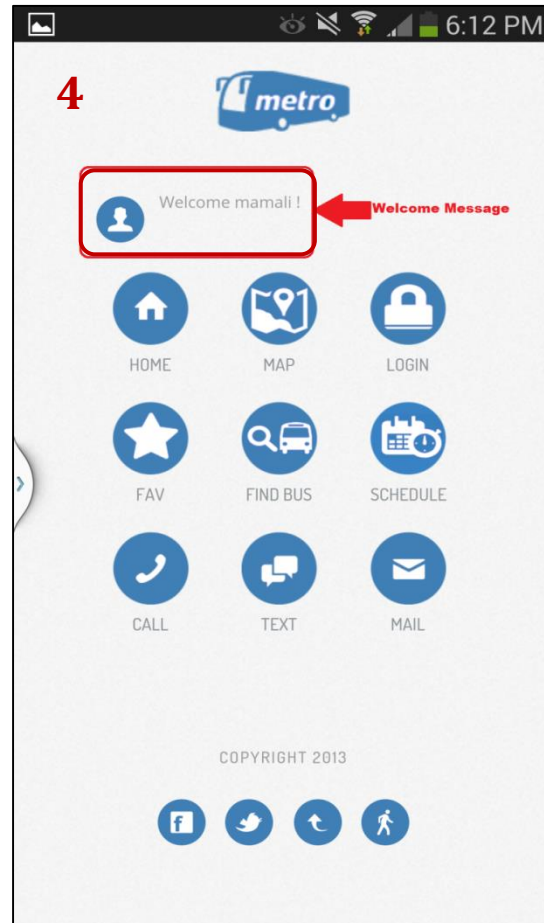 6:12 PM
4
metro
Welcome mamali !
Welcome Message
HOME MAP LOGIN
FAV FIND BUS SCHEDULE
CALL TEXT MAIL
COPYRIGHT 2013